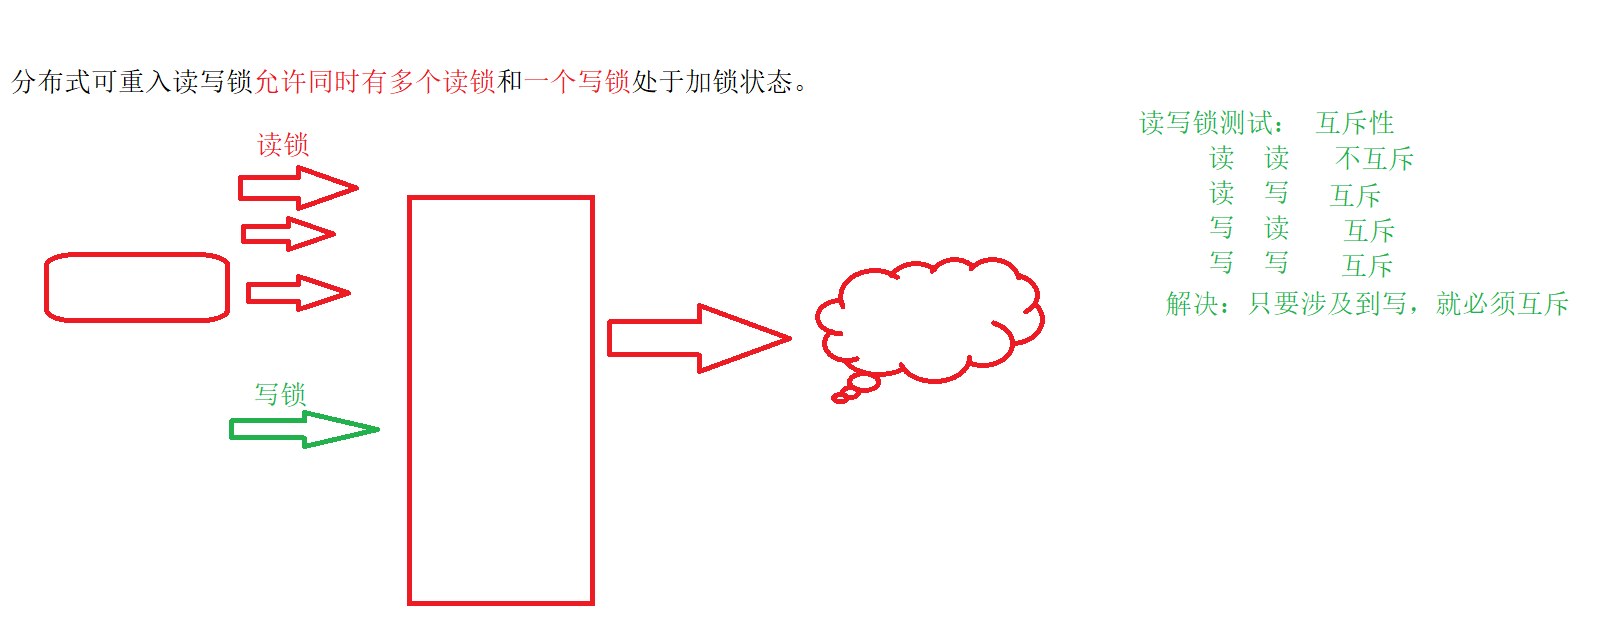 分布式可重入读写锁允许同时有多个读锁和一个写锁处于加锁状态。
读锁
写锁
读写锁测试： 互斥性
读 读 不互斥
读 写 互斥
写 读 互斥
写 写 互斥
解决：只要涉及到写，就必须互斥